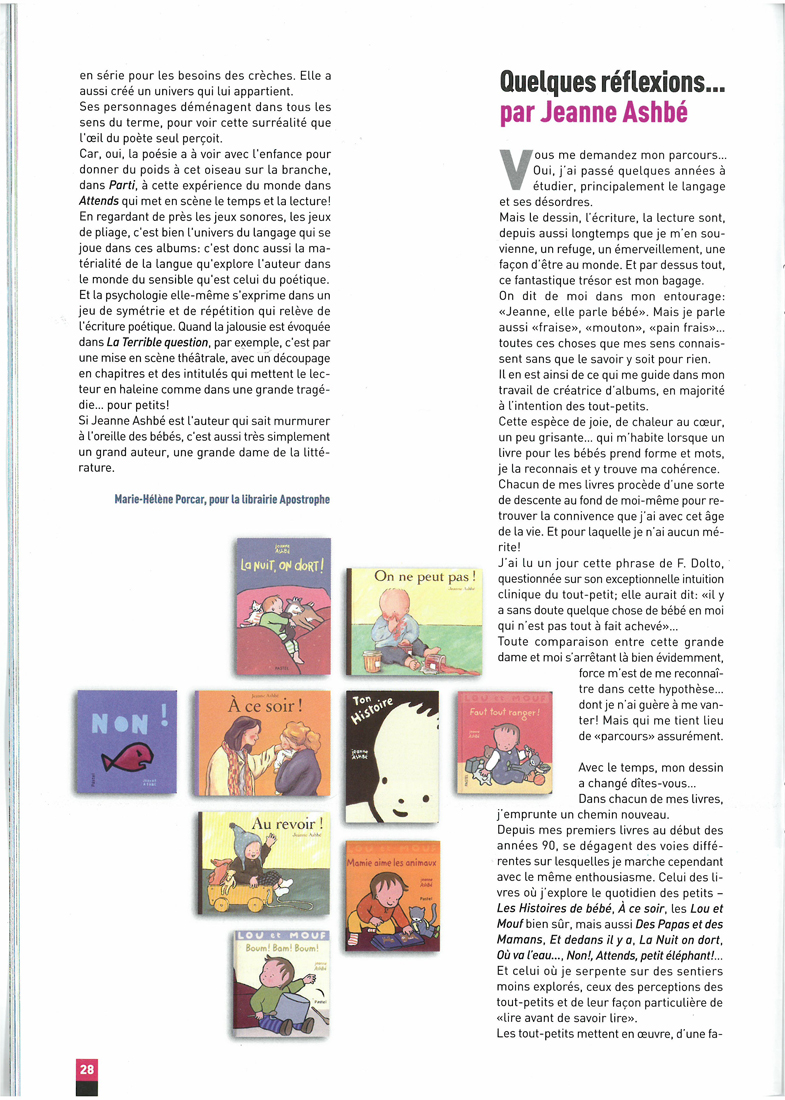 en série pour les besoins des crèches. Elle a
aussi créé un univers qui lui appartient.
Ses personnages déménagent dans tous les
sens du terme, pour voir cette surréalité que
l'œil du poète seul perçoit.
Car, oui, la poésie a à voir avec l'enfance pour
donner du poids à cet oiseau sur la branche,
dans Parti, à cette expérience du monde dans
Attends qui met en scène le temps et la lecture!
En regardant de près les jeux sonores, les jeux
de pliage, c'est bien l'univers du langage qui se
joue dans ces albums: c'est donc aussi la ma-
térialité de la langue qu'explore l'auteur dans
le monde du sensible qu'est celui du poétique.
Et la psychologie elle-même s'exprime dans un
jeu de symétrie et de répétition qui relève de
l'écriture poétique. Quand la jalousie est évoquée
dans La Terrible question, par exemple, c'est par
une mise en scène théâtrale, avec un découpage
en chapitres et des intitulés qui mettent le lec-
teur en haleine comme dans une grande tragé-
die... pour petits!
Si Jeanne Ashbé est l'auteur qui sait murmurer
à l'oreille des bébés, c'est aussi très simplement
un grand auteur, une grande dame de la litté-
rature.
Marie-Hélène Porcar, pour la librairie Apostrophe
Jeanne
Ashbé
La nuit, on dort!
Pastel
On ne peut pas !
Jeanne Ashbé
NON !
Pastel
Jeanne Ashbé
À ce soir !
Ton
Histoire
jeanne
ashbé
LOU et MOUF
Faut tout ranger!
Pastel
Au revoir !
Jeanne Ashbé
LOU et MOUF
Mamie aime les animaux
jeanne
Ashbé
Pastel
LOU et MOUF
Boum! Bam! Boum!
jeanne
Ashbé
Pastel
28
Quelques réflexions...
par Jeanne Ashbé
Vous me demandez mon parcours...
Oui, j'ai passé quelques années à
étudier, principalement le langage
et ses désordres.
Mais le dessin, l'écriture, la lecture sont,
depuis aussi longtemps que je m'en sou-
vienne, un refuge, un émerveillement, une
façon d'être au monde. Et par dessus tout,
ce fantastique trésor est mon bagage.
On dit de moi dans mon entourage:
«Jeanne, elle parle bébé». Mais je parle
aussi «fraise», «mouton», «pain frais»...
toutes ces choses que mes sens connais-
sent sans que le savoir y soit pour rien.
Il en est ainsi de ce qui me guide dans mon
travail de créatrice d'albums, en majorité
à l'intention des tout-petits.
Cette espèce de joie, de chaleur au cœur,
un peu grisante... qui m'habite lorsque un
livre pour les bébés prend forme et mots,
je la reconnais et y trouve ma cohérence.
Chacun de mes livres procède d'une sorte
de descente au fond de moi-même pour re-
trouver la connivence que j'ai avec cet âge
de la vie. Et pour laquelle je n'ai aucun mé-
rite!
J'ai lu un jour cette phrase de F. Dolto,
questionnée sur son exceptionnelle intuition
clinique du tout-petit; elle aurait dit: «il y
a sans doute quelque chose de bébé en moi
qui n'est pas tout à fait achevé»...
Toute comparaison entre cette grande
dame et moi s'arrêtant là bien évidemment,
force m'est de me reconnaî-
tre dans cette hypothèse...
dont je n'ai guère à me van-
ter! Mais qui me tient lieu
de «parcours» assurément.
Avec le temps, mon dessin
a changé dîtes-vous...
Dans chacun de mes livres,
j'emprunte un chemin nouveau.
Depuis mes premiers livres au début des
années 90, se dégagent des voies diffé-
rentes sur lesquelles je marche cependant
avec le même enthousiasme. Celui des li-
vres où j'explore le quotidien des petits –
Les Histoires de bébé, À ce soir, les Lou et
Mouf bien sûr, mais aussi Des Papas et des
Mamans, Et dedans il y a, La Nuit on dort,
Où va l'eau..., Non!, Attends, petit éléphant!...
Et celui où je serpente sur des sentiers
moins explorés, ceux des perceptions des
tout-petits et de leur façon particulière de
«lire avant de savoir lire».
Les tout-petits mettent en œuvre, d'une fa-